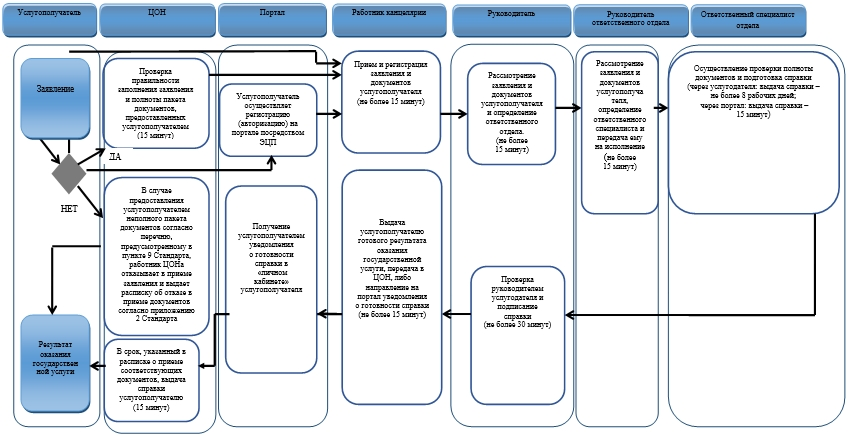 Услугополучатель
ЦОН
Портал
Работник канцелярии
Руководитель
Руководитель
ответственного отдела
Ответственный специалист
отдела
Заявление
ДА
НЕТ
Результат
оказания
государствен
ной услуги
Проверка
правильности
заполнения заявления
и полноты пакета
документов,
предоставленных
услугополучателем
(15 минут)
В случае
предоставления
услугополучателем
неполного пакета
документов согласно
перечню,
предусмотренному в
пункте 9 Стандарта,
работник ЦОНа
отказывает в приеме
заявления и выдает
расписку об отказе в
приеме документов
согласно приложению
2 Стандарта
В срок, указанный в
расписке о приеме
соответствующих
документов, выдача
справки
услугополучателю
(15 минут)
Услугополучатель
осуществляет
регистрацию
(авторизацию) на
портале посредством
ЭЦП
Получение
услугополучателем
уведомления
о готовности
справки в
«личном
кабинете»
услугополучателя
Прием и регистрация
заявления и
документов
услугополучателя
(не более 15 минут)
Выдача
услугополучателю
готового результата
оказания
государственной
услуги, передача в
ЦОН, либо
направление на
портал уведомления
о готовности справки
(не более 15 минут)
Рассмотрение
заявления и
документов
услугополучателя
и определение
ответственного
отдела.
(не более
15 минут)
Проверка
руководителем
услугодателя и
подписание
справки
(не более 30 минут)
Рассмотрение
заявления и
документов
услугополуча
теля,
определение
ответственного
специалиста и
передача ему
на исполнение
(не более
15 минут)
Осуществление проверки полноты
документов и подготовка справки
(через услугодателя: выдача справки –
не более 8 рабочих дней;
через портал: выдача справки –
15 минут)